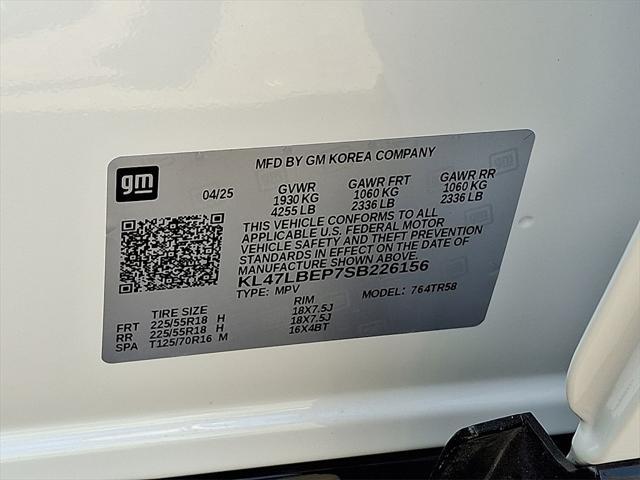 MFD BY GM KOREA COMPANY
gm
04/25
GVWR GAWR FRT GAWR RR
1930 KG 1060 KG 1060 KG
4255 LB 2336 LB 2336 LB
THIS VEHICLE CONFORMS TO ALL
APPLICABLE U.S. FEDERAL MOTOR
VEHICLE SAFETY AND THEFT PREVENTION
STANDARDS IN EFFECT ON THE DATE OF
MANUFACTURE SHOWN ABOVE.
KL47LBEP7SB226156
TYPE: MPV MODEL: 764TR58
TIRE SIZE RIM
FRT 225/55R18 H 18X7.5J
RR 225/55R18 H 18X7.5J
SPA T125/70R16 M 16X4BT